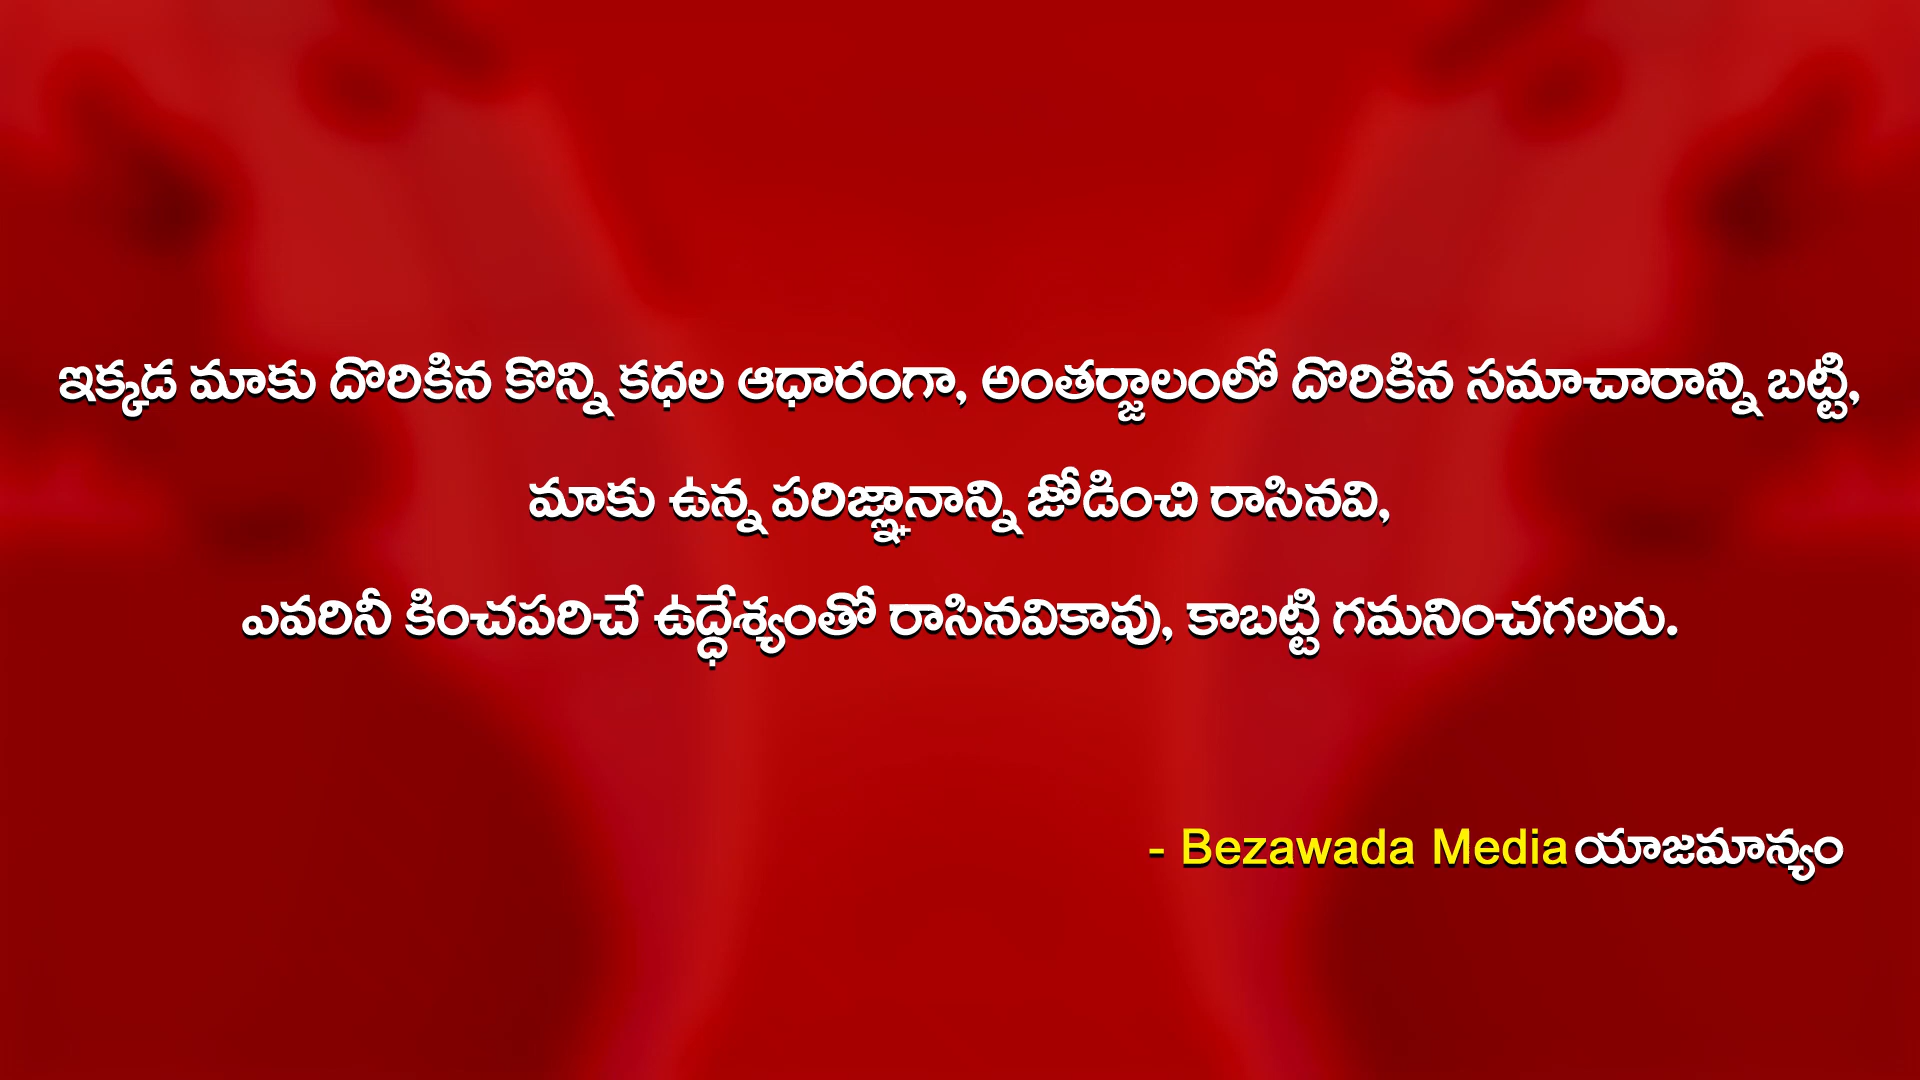 ఇక్కడ మాకు దొరికిన కొన్ని కధల ఆధారంగా, అంతర్జాలంలో దొరికిన సమాచారాన్ని బట్టి,
మాకు ఉన్న పరిజ్ఞానాన్ని జోడించి రాసినవి,
ఎవరినీ కించపరిచే ఉద్ధేశ్యంతో రాసినవికావు, కాబట్టి గమనించగలరు.
- Bezawada Media యాజమాన్యం